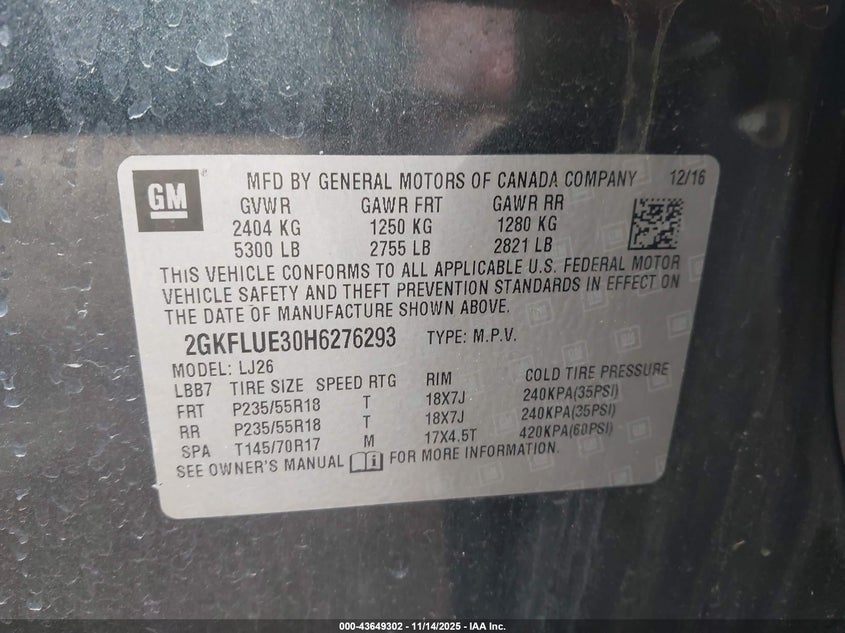 GM
MFD BY GENERAL MOTORS OF CANADA COMPANY 12/16
GVWR GAWR FRT GAWR RR
2404 KG 1250 KG 1280 KG
5300 LB 2755 LB 2821 LB
THIS VEHICLE CONFORMS TO ALL APPLICABLE U.S. FEDERAL MOTOR
VEHICLE SAFETY AND THEFT PREVENTION STANDARDS IN EFFECT ON
THE DATE OF MANUFACTURE SHOWN ABOVE.
2GKFLUE30H6276293 TYPE: M.P.V.
MODEL: LJ26
LBB7 TIRE SIZE SPEED RTG RIM COLD TIRE PRESSURE
FRT P235/55R18 T 18X7J 240KPA(35PSI)
RR P235/55R18 T 18X7J 240KPA(35PSI)
SPA T145/70R17 M 17X4.5T 420KPA(60PSI)
SEE OWNER'S MANUAL FOR MORE INFORMATION.
000-43649302 — 11/14/2025 — IAA Inc.